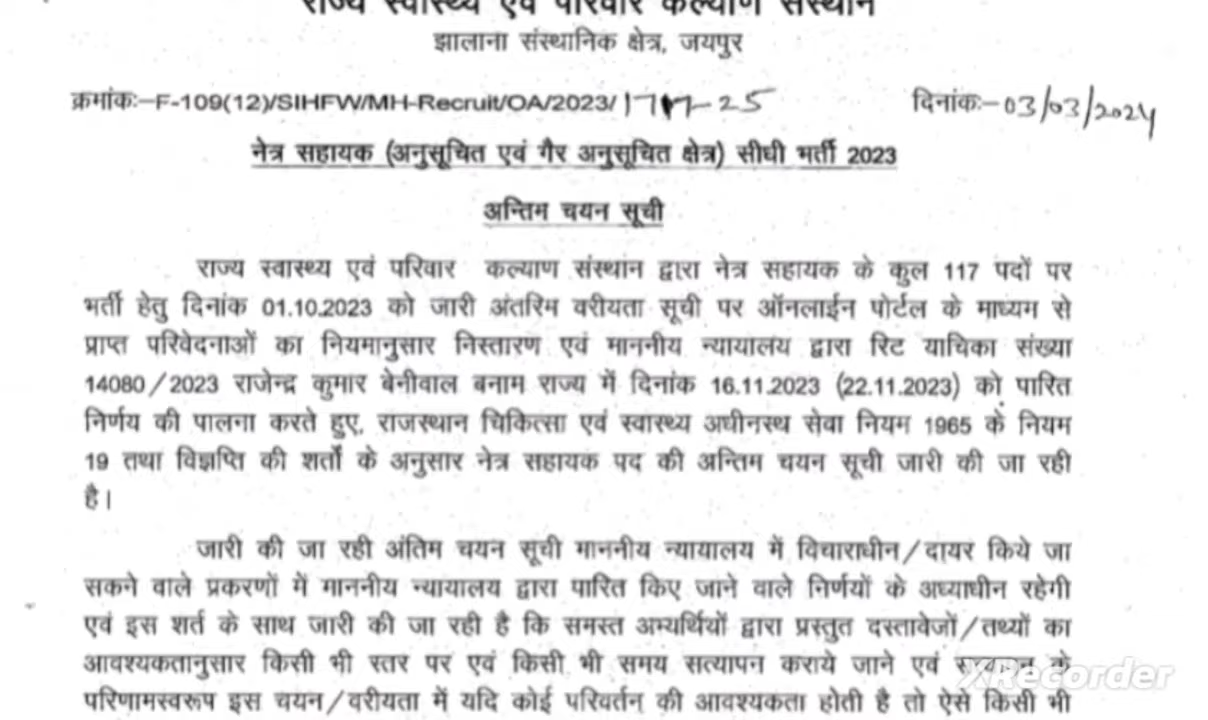 राज्य स्वास्थ्य एवं परिवार कल्याण संस्थान
झालाना संस्थानिक क्षेत्र, जयपुर
क्रमांकः–F-109(12)/SIHFW/MH-Recruit/OA/2023/ दिनांकः–03/03/2024
नेत्र सहायक (अनुसूचित एवं गैर अनुसूचित क्षेत्र) सीधी भर्ती 2023
अन्तिम चयन सूची
राज्य स्वास्थ्य एवं परिवार कल्याण संस्थान द्वारा नेत्र सहायक के कुल 117 पदों पर
भर्ती हेतु दिनांक 01.10.2023 को जारी अंतरिम वरीयता सूची पर ऑनलाईन पोर्टल के माध्यम से
प्राप्त परिवेदनाओं का नियमानुसार निस्तारण एवं माननीय न्यायालय द्वारा रिट याचिका संख्या
14080/2023 राजेन्द्र कुमार बेनीवाल बनाम राज्य में दिनांक 16.11.2023 (22.11.2023) को पारित
निर्णय की पालना करते हुए, राजस्थान चिकित्सा एवं स्वास्थ्य अधीनस्थ सेवा नियम 1965 के नियम
19 तथा विज्ञप्ति की शर्तों के अनुसार नेत्र सहायक पद की अन्तिम चयन सूची जारी की जा रही
है।
जारी की जा रही अंतिम चयन सूची माननीय न्यायालय में विचाराधीन/दायर किये जा
सकने वाले प्रकरणों में माननीय न्यायालय द्वारा पारित किए जाने वाले निर्णयों के अध्याधीन रहेगी
एवं इस शर्त के साथ जारी की जा रही है कि समस्त अभ्यर्थियों द्वारा प्रस्तुत दस्तावेजों/तथ्यों का
आवश्यकतानुसार किसी भी स्तर पर एवं किसी भी समय सत्यापन कराये जाने एवं के
XRecorder
परिणामस्वरूप इस चयन/वरीयता में यदि कोई परिवर्तन की आवश्यकता होती है तो ऐसे किसी भी